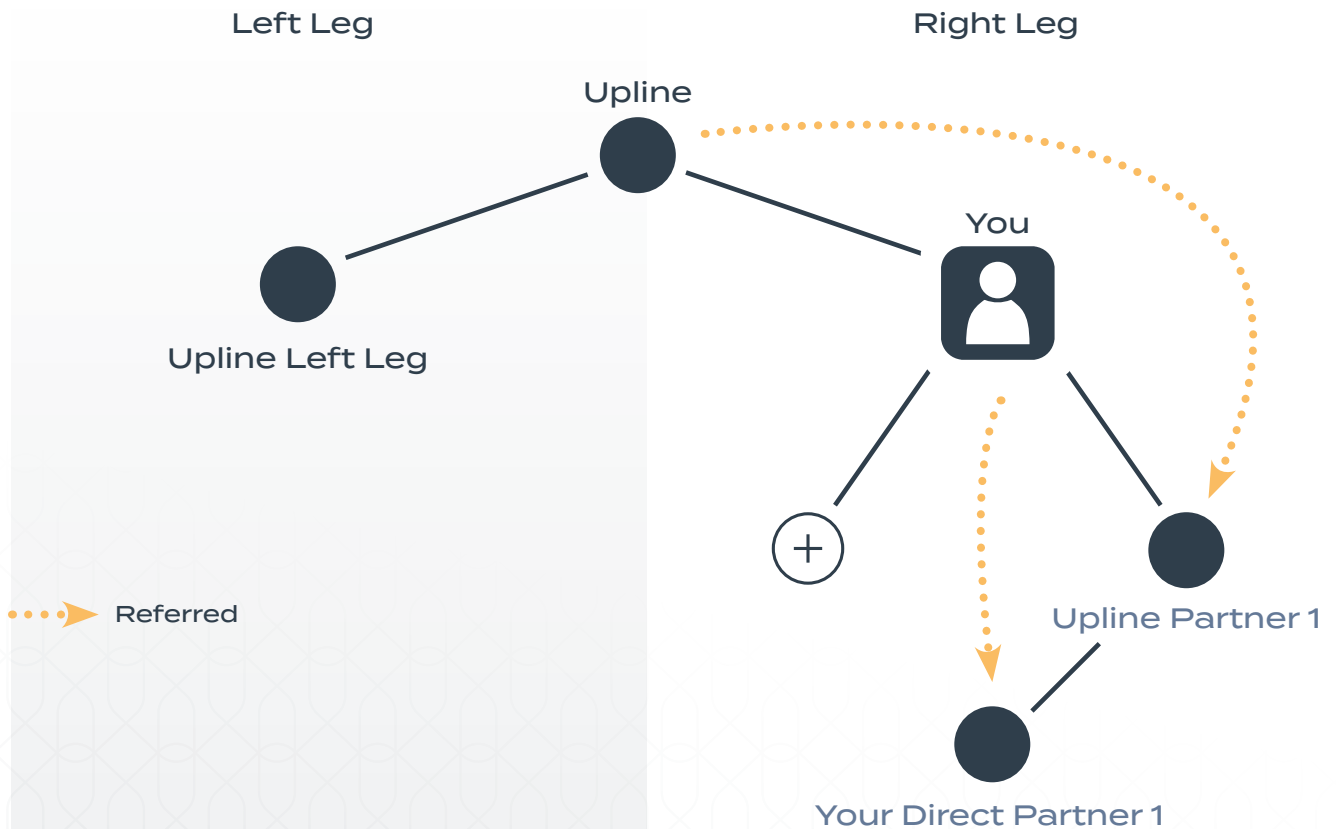 Left Leg
Right Leg
Upline
You
Upline Left Leg
Referred
Upline Partner 1
Your Direct Partner 1